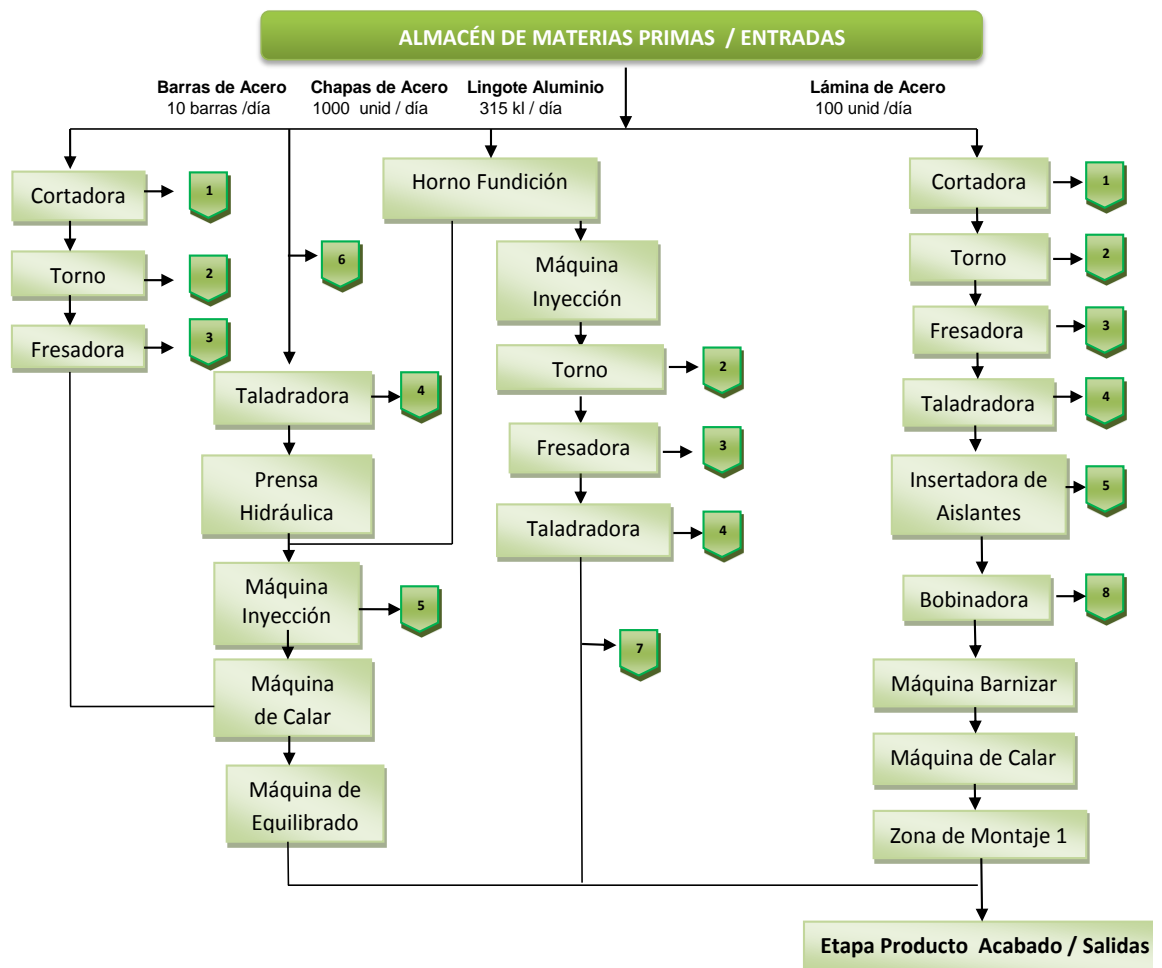 ALMACÉN DE MATERIAS PRIMAS / ENTRADAS
Barras de Acero
10 barras /día
Chapas de Acero
1000 unid / día
Lingote Aluminio
315 kl / día
Lámina de Acero
100 unid /día
Cortadora
1
Torno
2
Fresadora
3
6
Taladradora
4
Prensa
Hidráulica
Máquina
Inyección
5
Máquina
de Calar
Máquina de
Equilibrado
Horno Fundición
Máquina
Inyección
Torno
2
Fresadora
3
Taladradora
4
7
Cortadora
1
Torno
2
Fresadora
3
Taladradora
4
Insertadora de
Aislantes
5
Bobinadora
8
Máquina Barnizar
Máquina de Calar
Zona de Montaje 1
Etapa Producto Acabado / Salidas